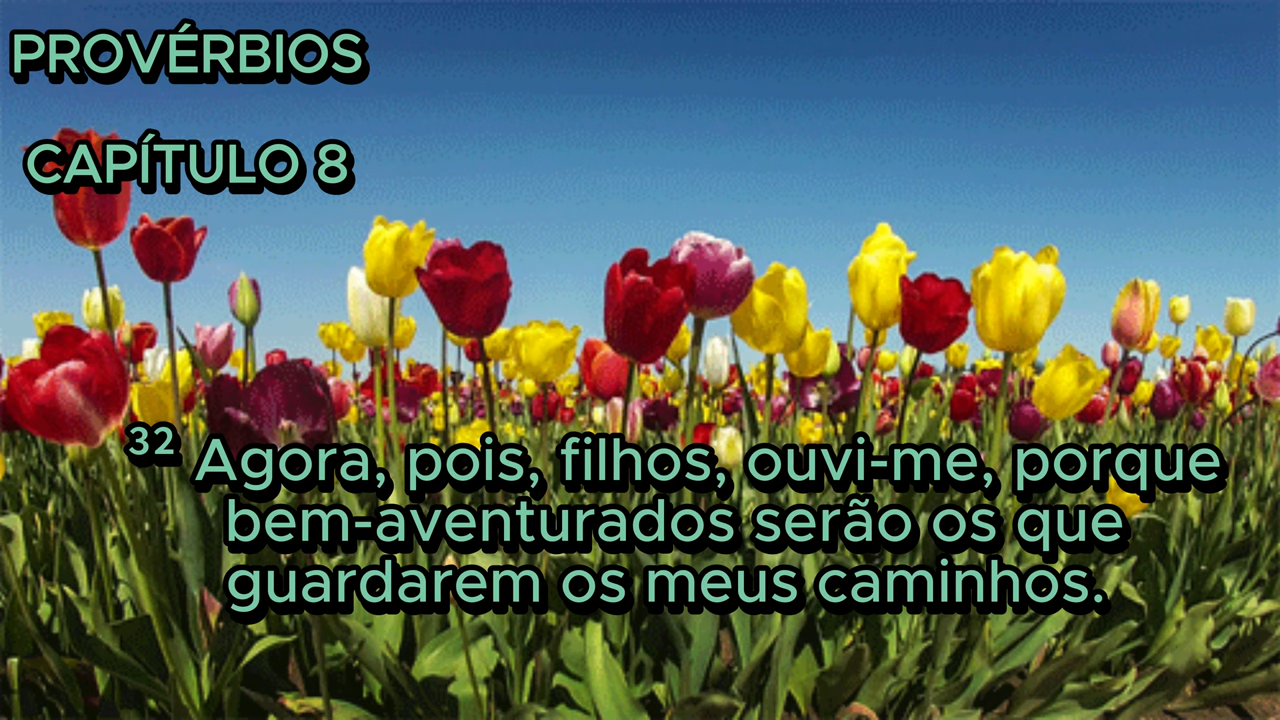 PROVÉRBIOS
CAPÍTULO 8
32 Agora, pois, filhos, ouvi-me, porque
bem-aventurados serão os que
guardarem os meus caminhos.